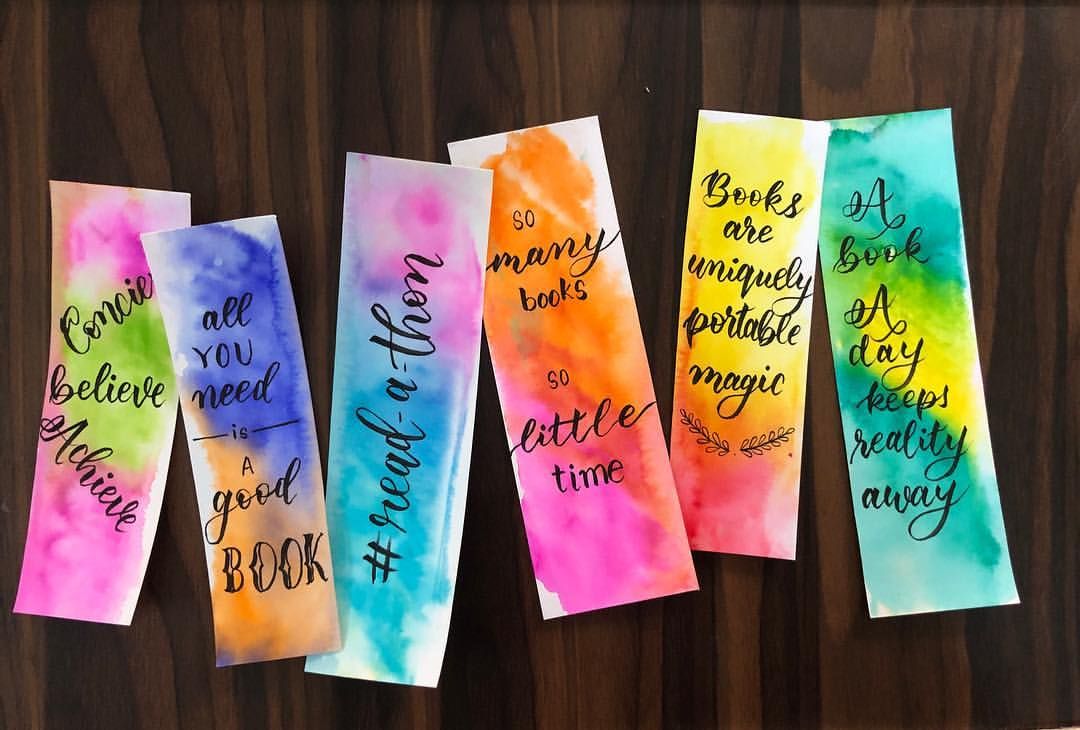 Concie
believe
Achieve
all
YOU
need
is
A
good
BOOK
#read-a-thon
so
many
books
so
little
time
Books
are
uniquely
portable
magic
A
book
A
day
keeps
reality
away